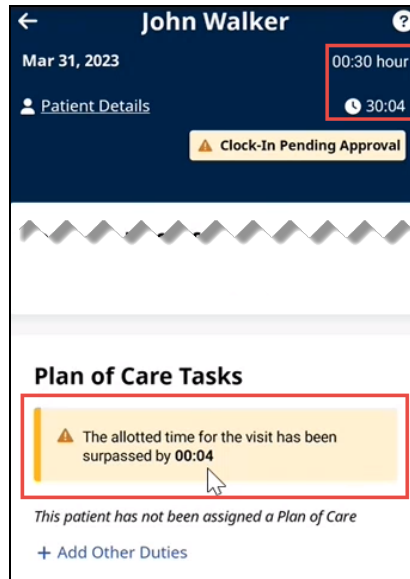 John Walker
?
Mar 31, 2023 00:30 hour
Patient Details 30:04
Clock-In Pending Approval
Plan of Care Tasks
The allotted time for the visit has been
surpassed by 00:04
This patient has not been assigned a Plan of Care
+ Add Other Duties